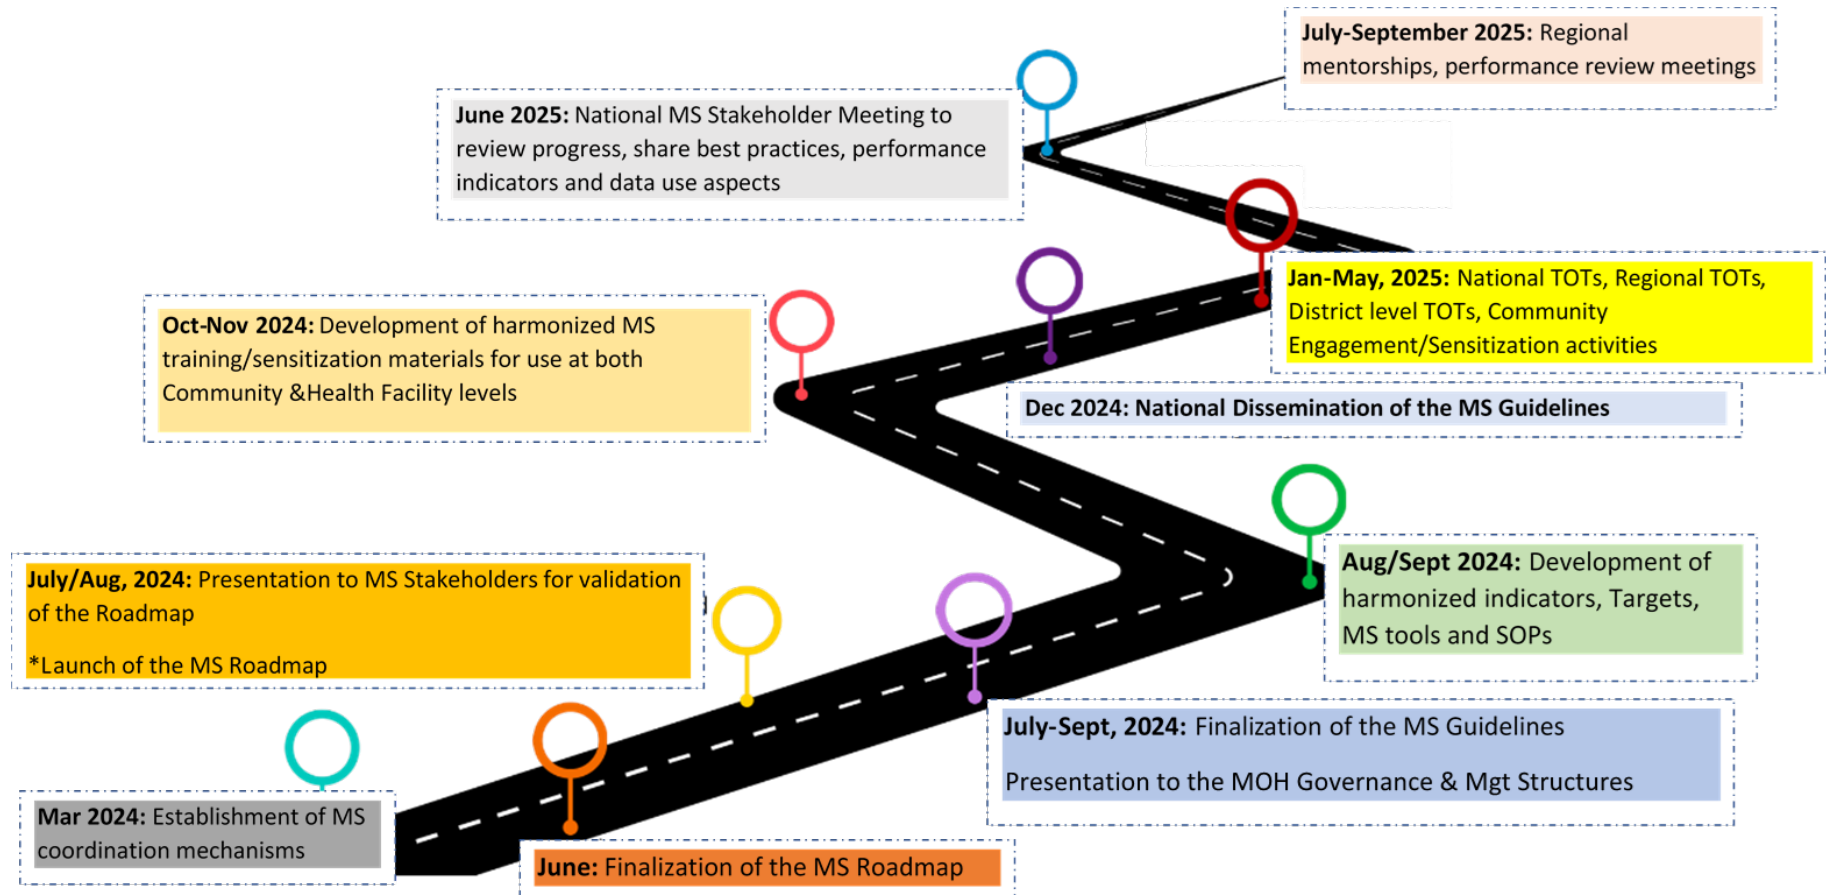 July-September 2025: Regional
mentorships, performance review meetings
June 2025: National MS Stakeholder Meeting to
review progress, share best practices, performance
indicators and data use aspects
Jan-May, 2025: National TOTs, Regional TOTs,
District level TOTs, Community
Engagement/Sensitization activities
Oct-Nov 2024: Development of harmonized MS
training/sensitization materials for use at both
Community &Health Facility levels
Dec 2024: National Dissemination of the MS Guidelines
Aug/Sept 2024: Development of
harmonized indicators, Targets,
MS tools and SOPs
July/Aug, 2024: Presentation to MS Stakeholders for validation
of the Roadmap
*Launch of the MS Roadmap
July-Sept, 2024: Finalization of the MS Guidelines
Presentation to the MOH Governance & Mgt Structures
Mar 2024: Establishment of MS
coordination mechanisms
June: Finalization of the MS Roadmap